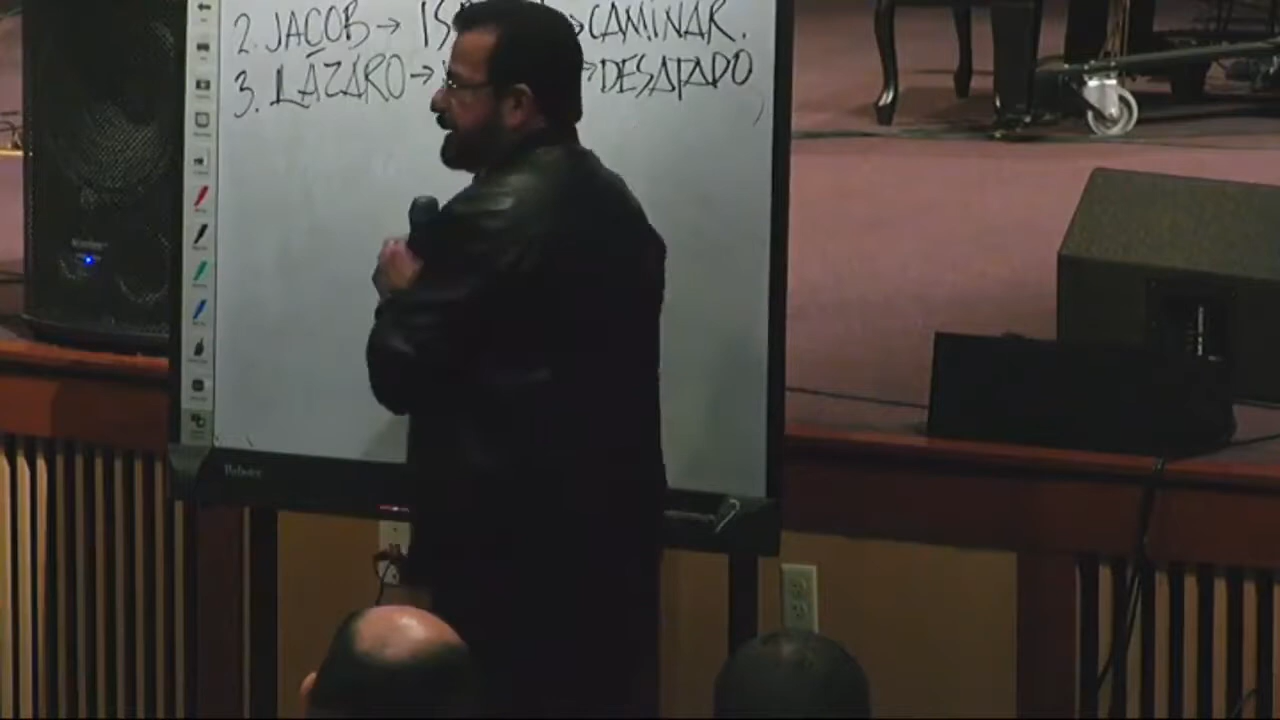 2. JACOB → IS → CAMINAR.
3. LÁZARO → → DESATADO